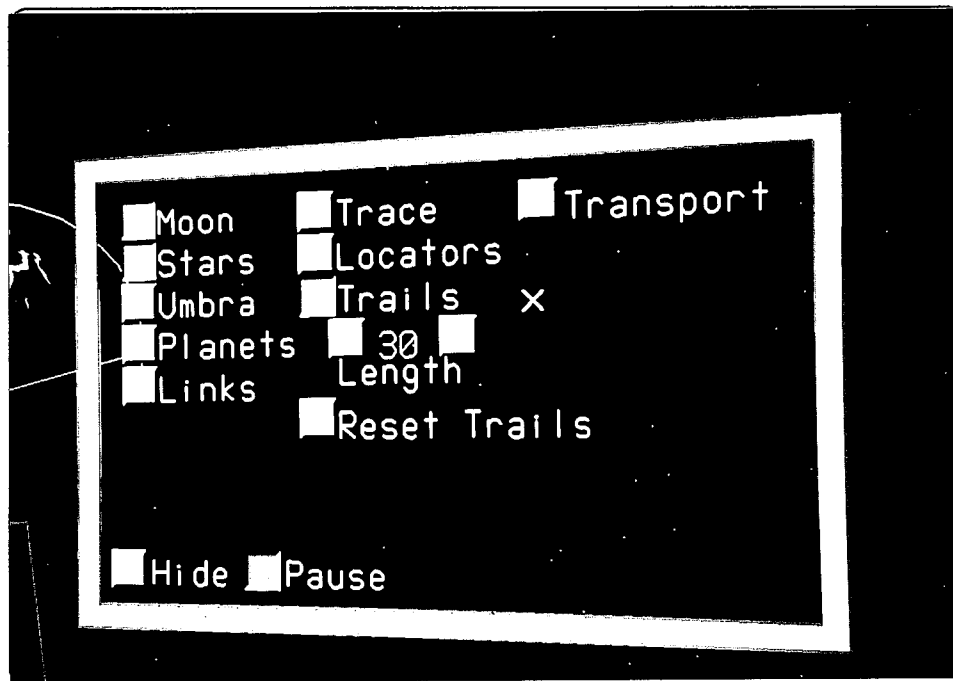 Moon
Stars
Umbra
Planets
Links
Trace
Locators
Trails
30
Length
Reset Trails
Transport
Hide
Pause